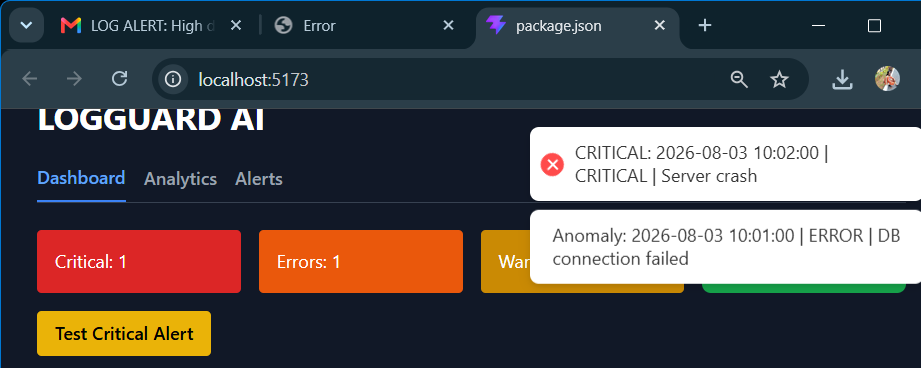 LOG ALERT: High d
Error
package.json
localhost:5173
LOGGUARD AI
CRITICAL: 2026-08-03 10:02:00 |
CRITICAL | Server crash
Dashboard Analytics Alerts
Anomaly: 2026-08-03 10:01:00 | ERROR | DB
connection failed
Critical: 1
Errors: 1
War
Test Critical Alert